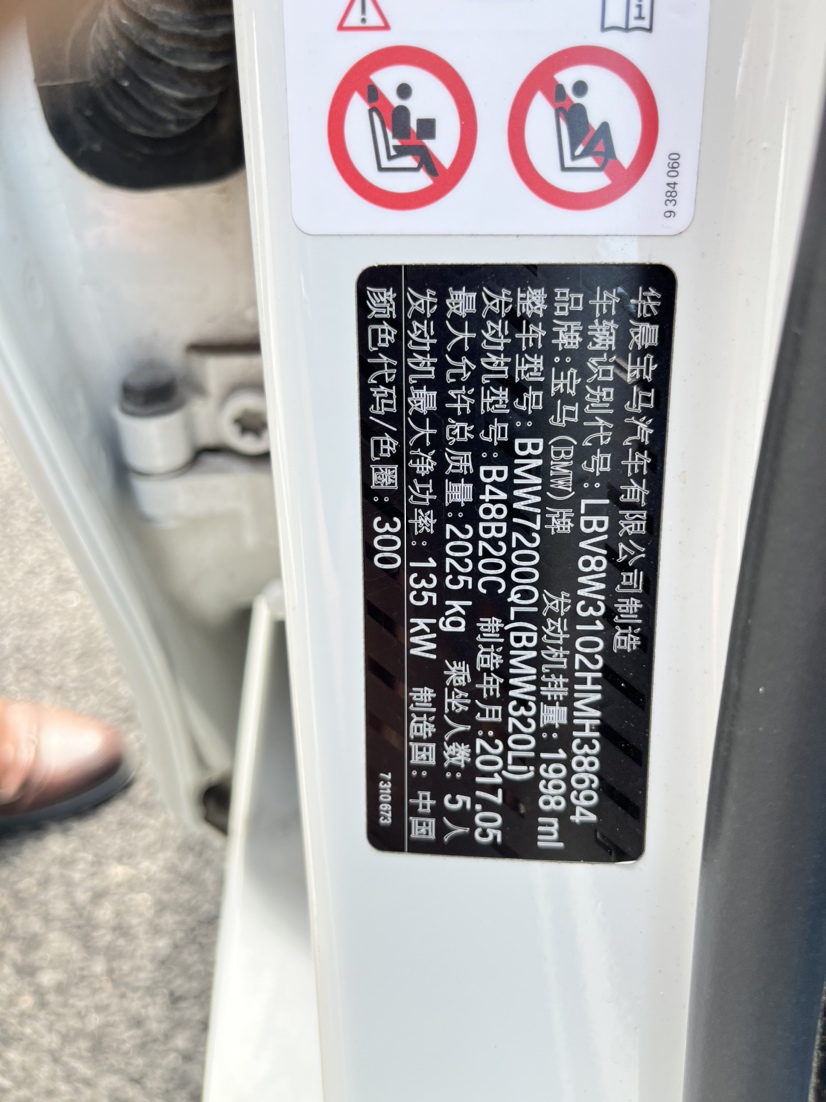 9 384 060
华晨宝马汽车有限公司制造
车辆识别代号:LBV8W3102HMH38694
品牌:宝马(BMW)牌 发动机排量:1998 ml
整车型号:BMW7200QL(BMW320Li)
发动机型号:B48B20C 制造年月:2017.05
最大允许总质量:2025 kg 乘坐人数:5人
发动机最大净功率:135 kW 制造国:中国
颜色代码/色圈:300
7 310 673